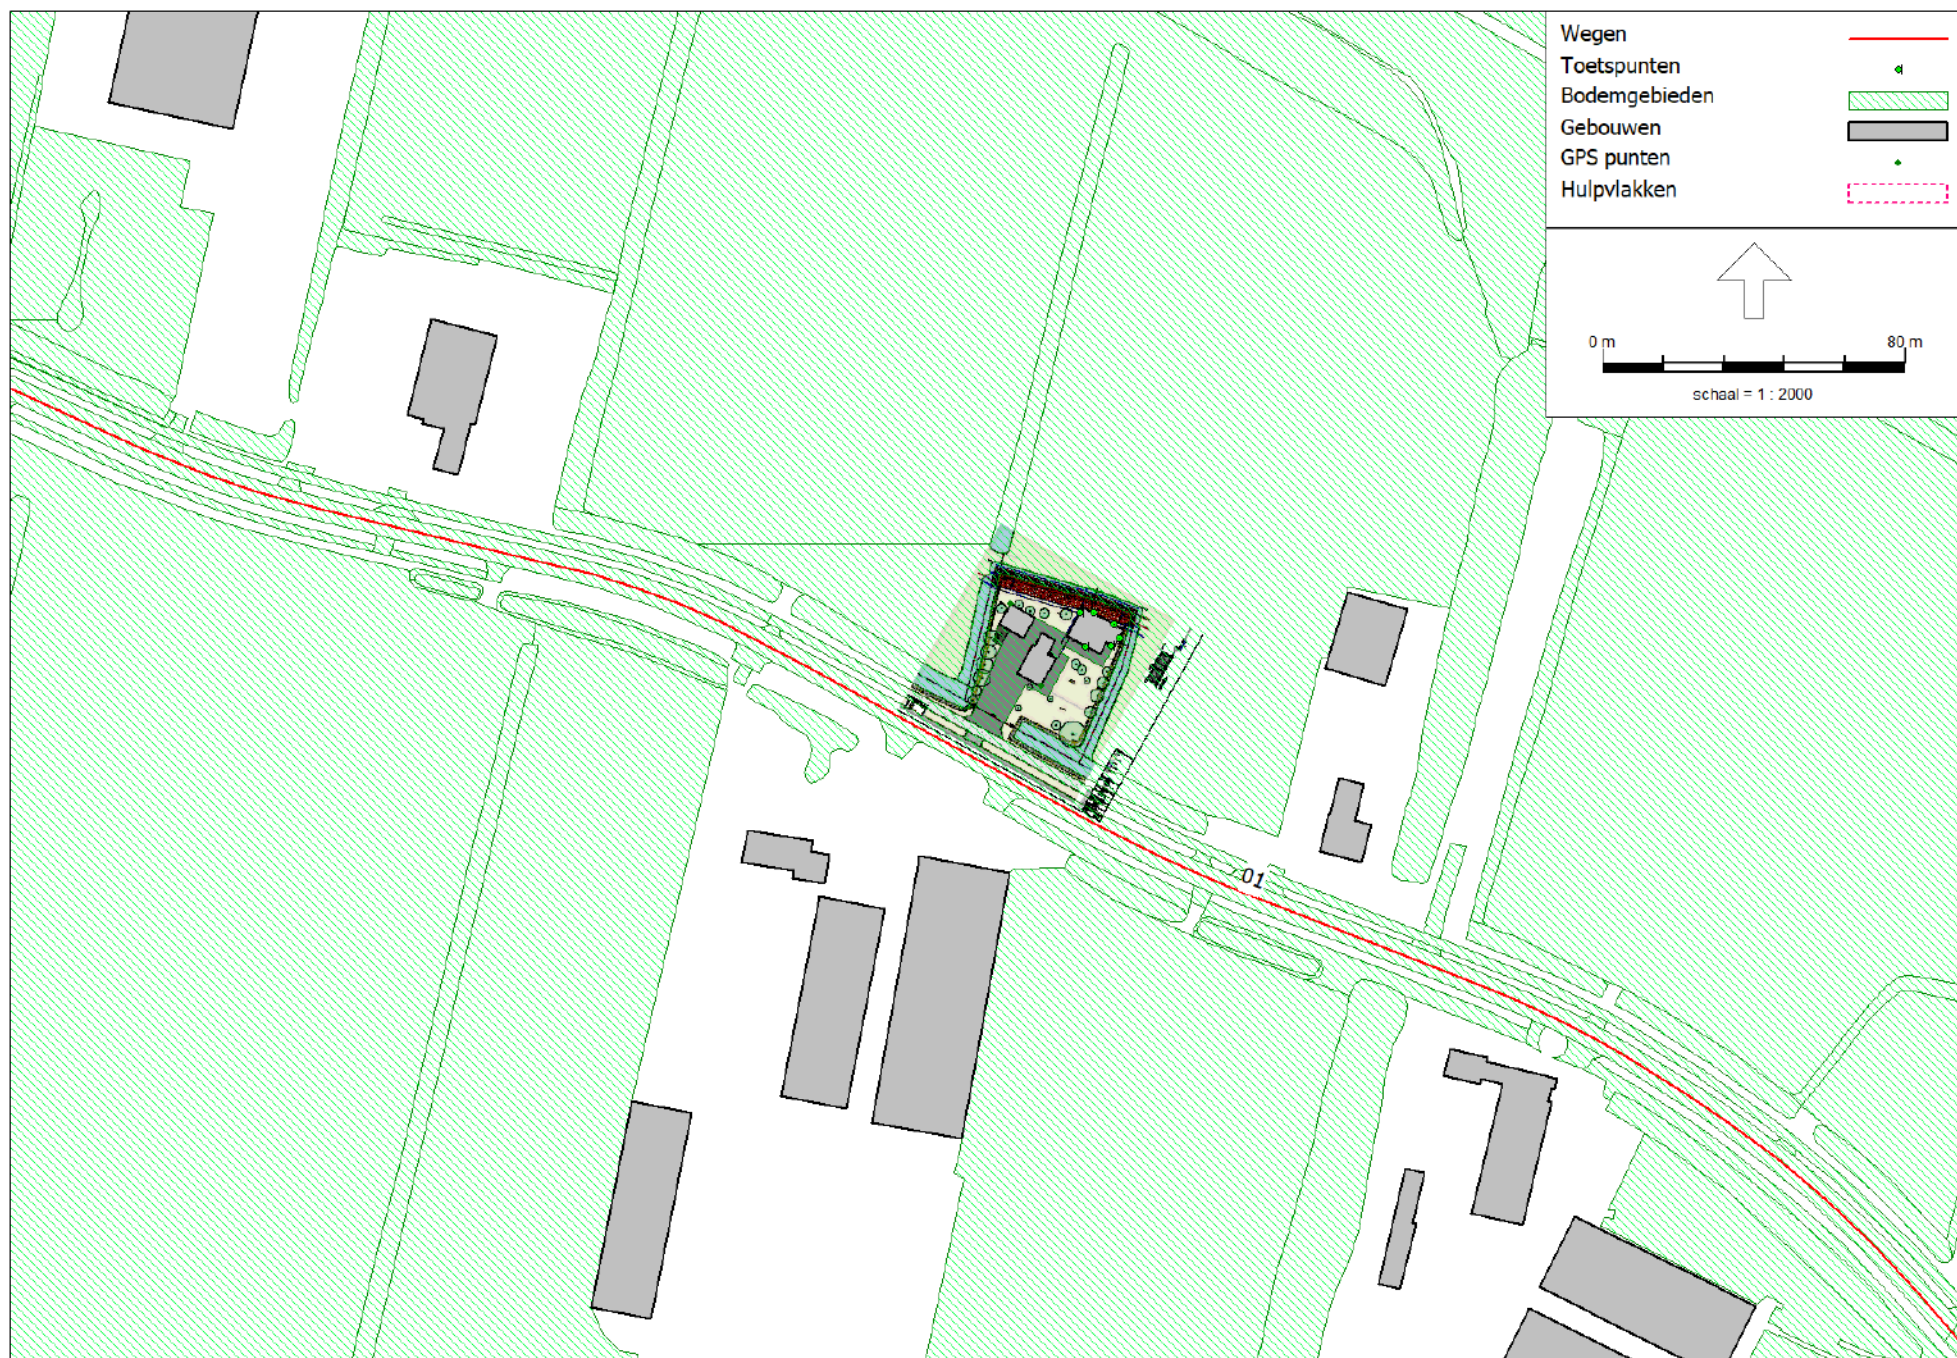 Wegen
Toetspunten
Bodemgebieden
Gebouwen
GPS punten
Hulpvlakken
0 m 80 m
schaal = 1 : 2000
01